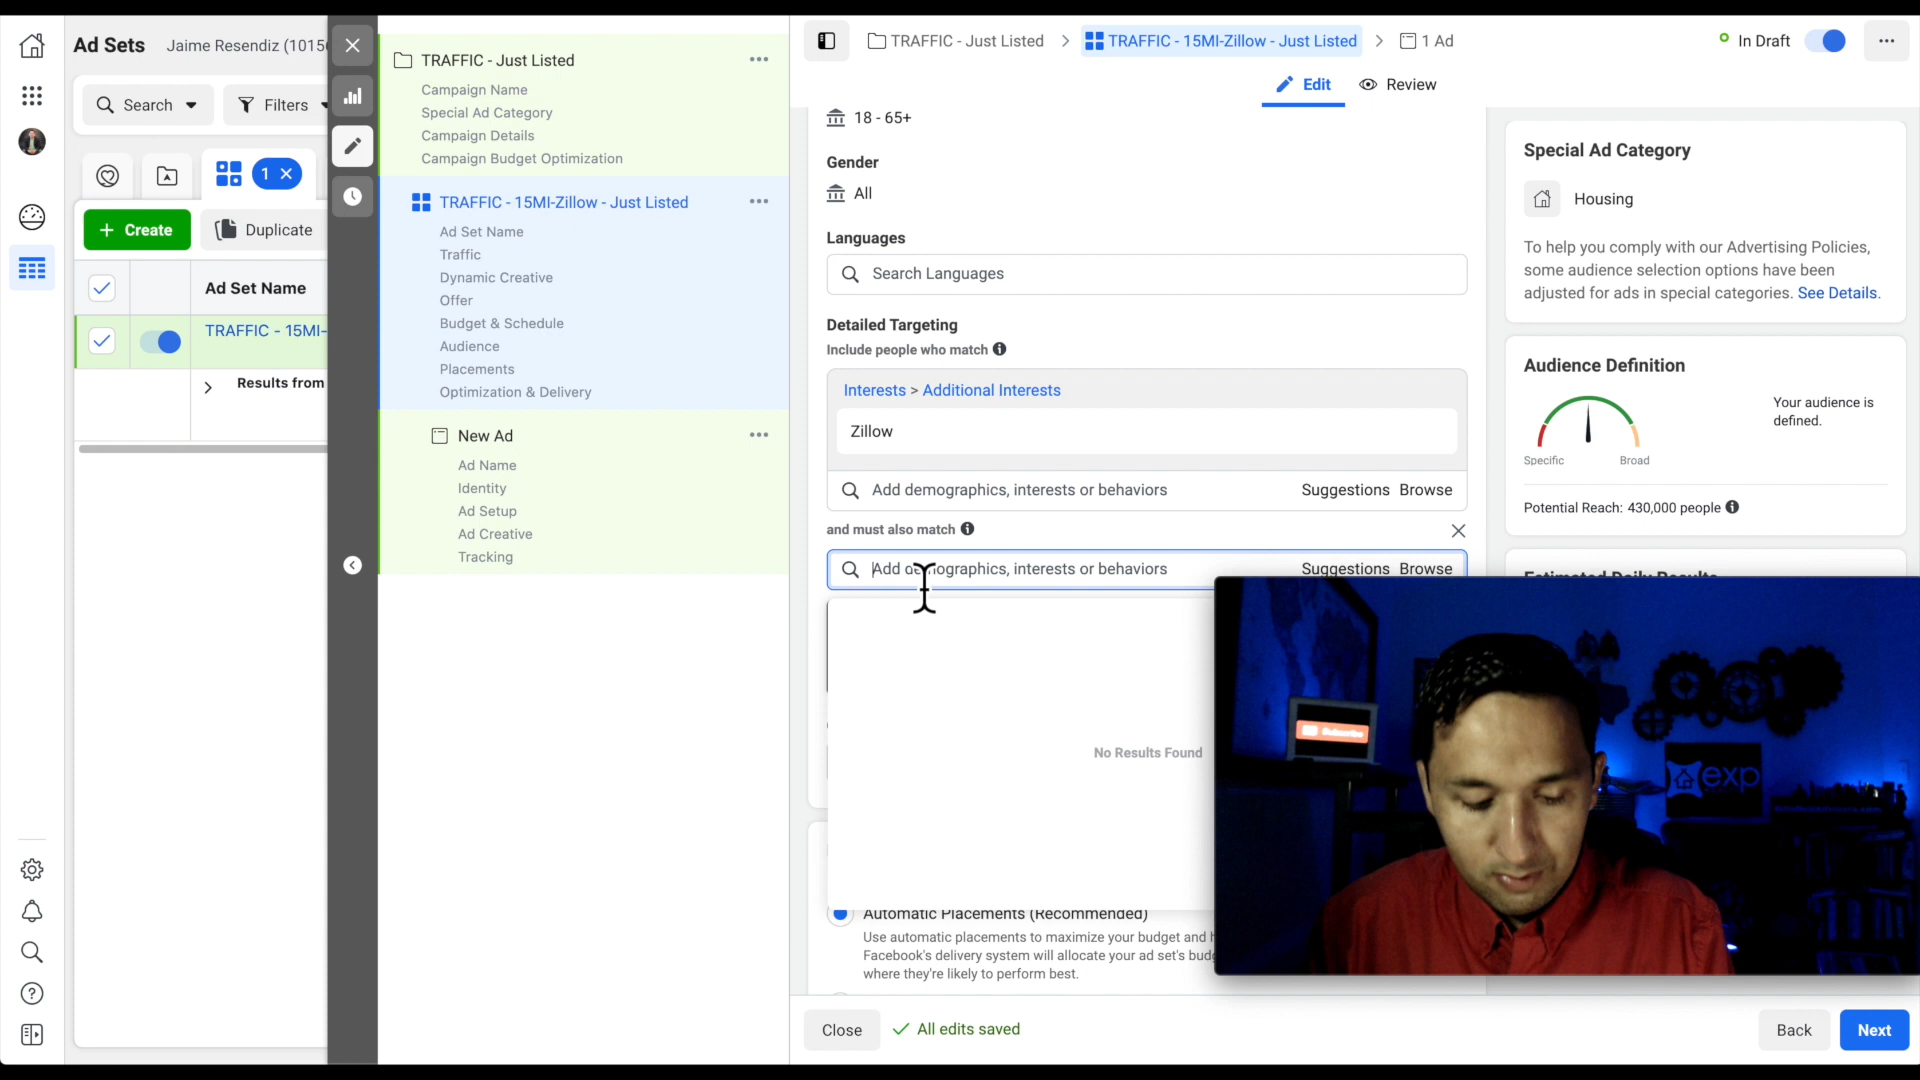 Ad Sets
Jaime Resendiz (1015
Search
Filters
1
Create
Duplicate
Ad Set Name
TRAFFIC - 15MI-
Results from
TRAFFIC - Just Listed
Campaign Name
Special Ad Category
Campaign Details
Campaign Budget Optimization
TRAFFIC - 15MI-Zillow - Just Listed
Ad Set Name
Traffic
Dynamic Creative
Offer
Budget & Schedule
Audience
Placements
Optimization & Delivery
New Ad
Ad Name
Identity
Ad Setup
Ad Creative
Tracking
TRAFFIC - Just Listed > TRAFFIC - 15MI-Zillow - Just Listed > 1 Ad
In Draft
Edit
Review
18 - 65+
Gender
All
Languages
Search Languages
Detailed Targeting
Include people who match
Interests > Additional Interests
Zillow
Add demographics, interests or behaviors
Suggestions Browse
and must also match
Add demographics, interests or behaviors
Suggestions Browse
No Results Found
Automatic Placements (Recommended)
Use automatic placements to maximize your budget and
Facebook's delivery system will allocate your ad set's
where they're likely to perform best.
Close
All edits saved
Back
Next
Special Ad Category
Housing
To help you comply with our Advertising Policies,
some audience selection options have been
adjusted for ads in special categories. See Details.
Audience Definition
Your audience is
defined.
Specific
Broad
Potential Reach: 430,000 people
Estimated Daily Results
Subscribe
exp